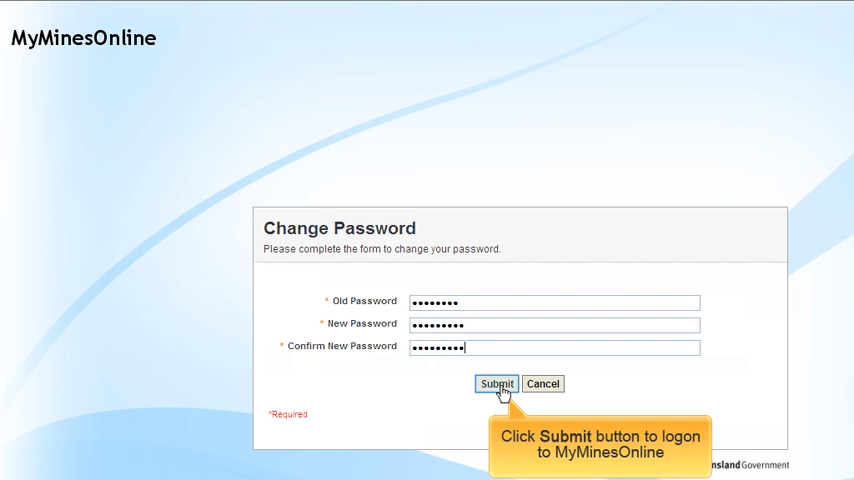 MyMinesOnline
Change Password
Please complete the form to change your password.
* Old Password ••••••••
* New Password •••••••••
* Confirm New Password •••••••••
Submit Cancel
*Required
Click Submit button to logon
to MyMinesOnline
Government